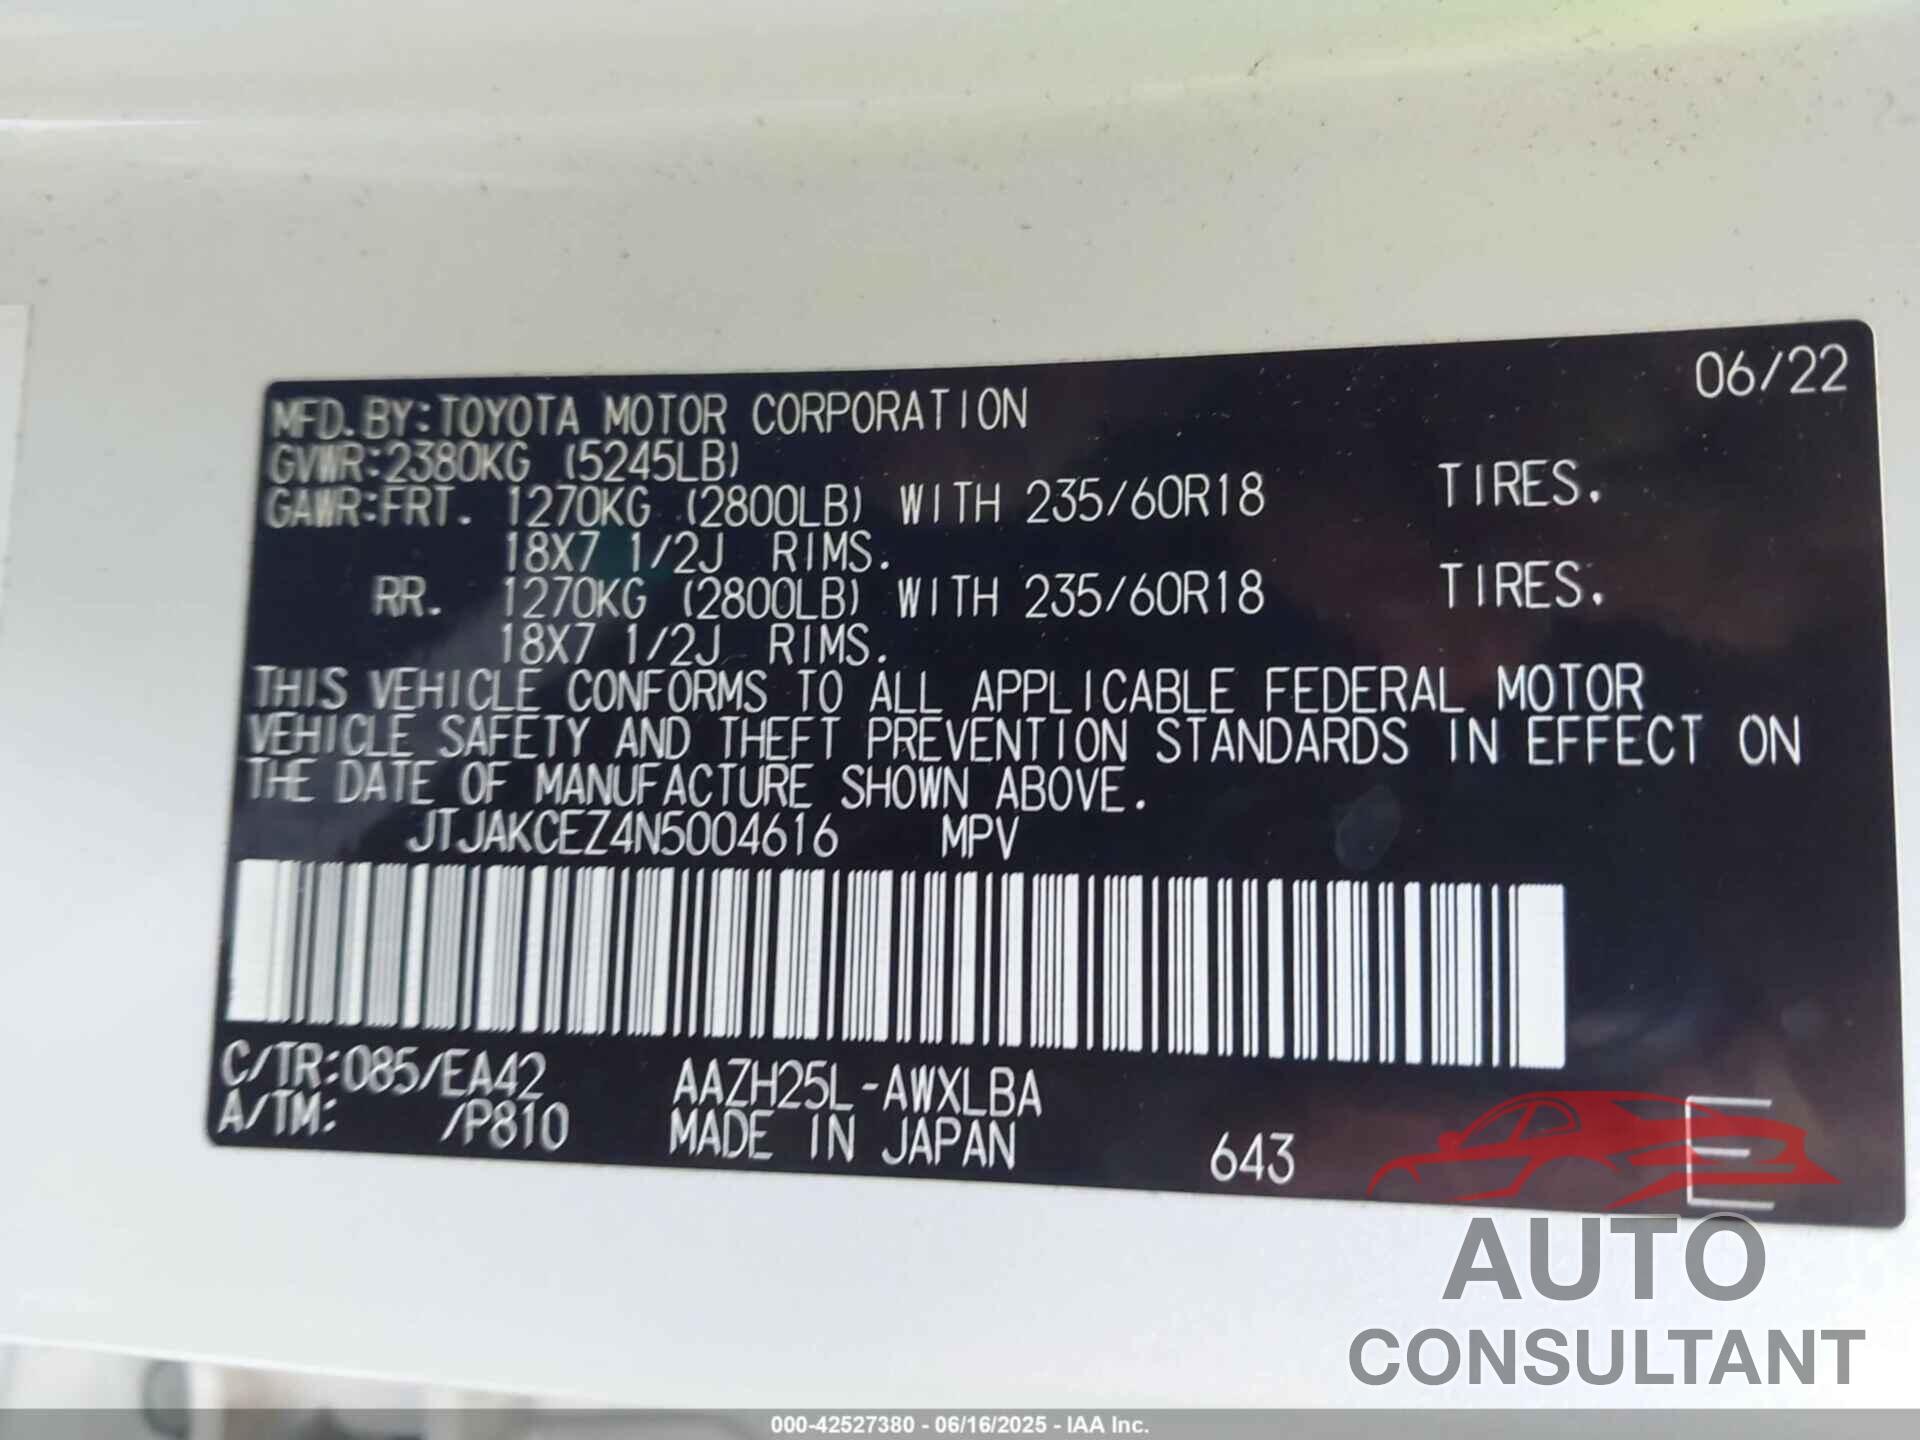 06/22
MFD. BY: TOYOTA MOTOR CORPORATION
GVWR: 2380KG (5245LB)
GAWR: FRT. 1270KG (2800LB) WITH 235/60R18 TIRES.
18X7 1/2J RIMS.
RR. 1270KG (2800LB) WITH 235/60R18 TIRES.
18X7 1/2J RIMS.
THIS VEHICLE CONFORMS TO ALL APPLICABLE FEDERAL MOTOR
VEHICLE SAFETY AND THEFT PREVENTION STANDARDS IN EFFECT ON
THE DATE OF MANUFACTURE SHOWN ABOVE.
JTJAKCEZ4N5004616 MPV
C/TR: 085/EA42 AAZH25L-AWXLBA
A/TM: /P810 MADE IN JAPAN 643 E
AUTO
CONSULTANT
000-42527380 - 06/16/2025 - IAA Inc.